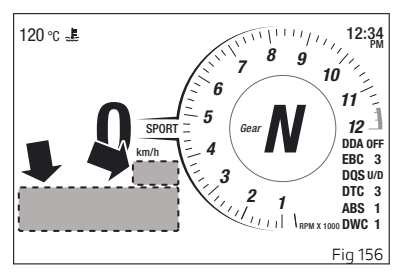 120 °C
12:34
PM
1
2
3
4
5
6
7
8
9
10
11
12
0
SPORT
km/h
Gear
N
RPM X 1000
DDA OFF
EBC 3
DQS U/D
DTC 3
ABS 1
DWC 1
Fig 156